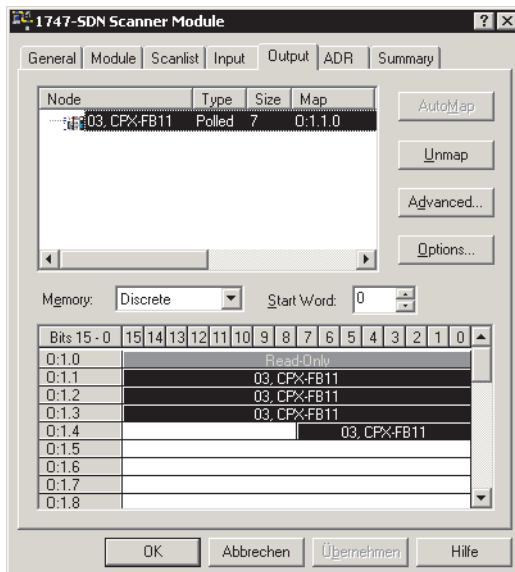 1747-SDN Scanner Module
General Module Scanlist Input Output ADR Summary
Node Type Size Map
03, CPX-FB11 Polled 7 O:1.1.0
AutoMap
Unmap
Advanced...
Options...
Memory: Discrete Start Word: 0
Bits 15 - 0 15 14 13 12 11 10 9 8 7 6 5 4 3 2 1 0
O:1.0 Read-Only
O:1.1 03, CPX-FB11
O:1.2 03, CPX-FB11
O:1.3 03, CPX-FB11
O:1.4 03, CPX-FB11
O:1.5
O:1.6
O:1.7
O:1.8
OK Abbrechen Übernehmen Hilfe